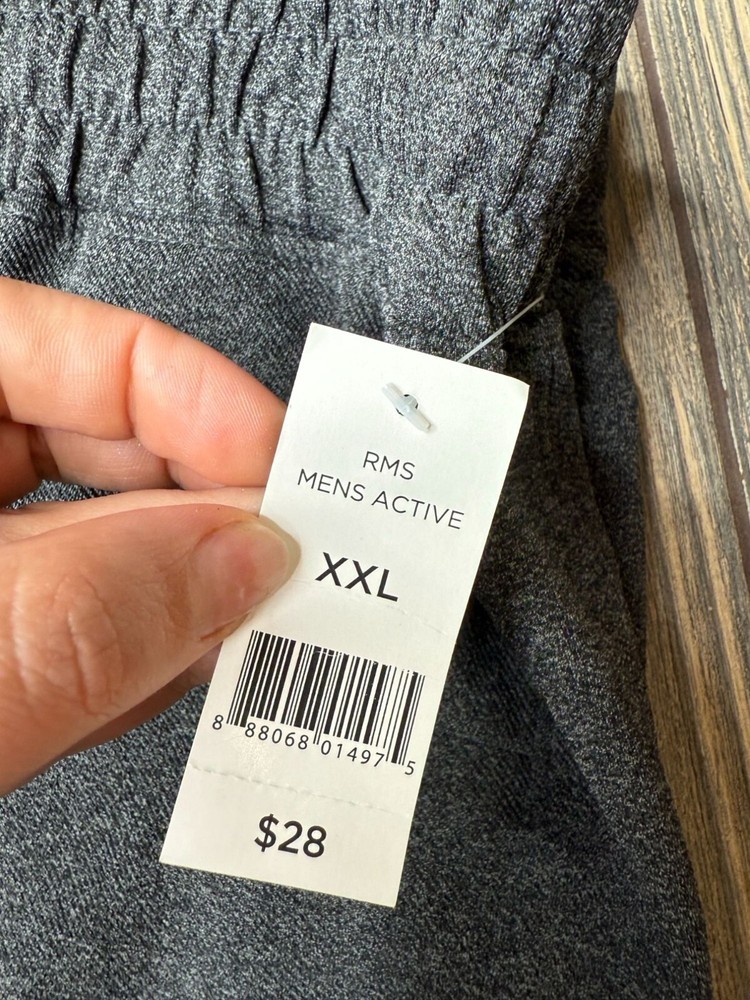 RMS
MENS ACTIVE
XXL
8 88068 01497 5
$28